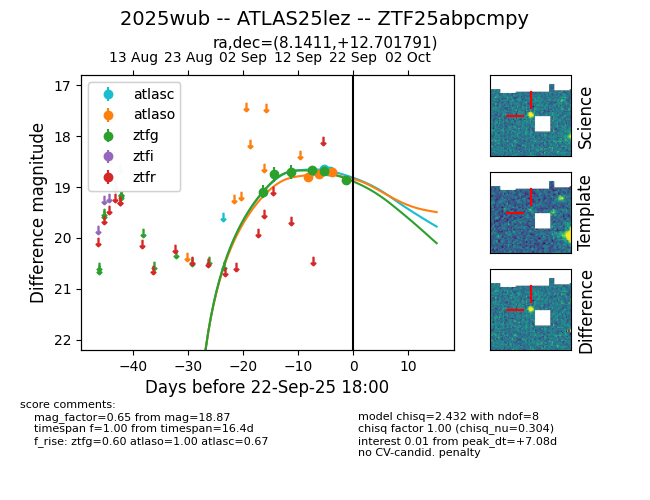 2025wub -- ATLAS25lez -- ZTF25abpcmpy
ra,dec=(8.1411,+12.701791)
13 Aug 23 Aug 02 Sep 12 Sep 22 Sep 02 Oct
17
18
19
20
21
22
Difference magnitude
atlasc
atlaso
ztfg
ztfi
ztfr
−40 −30 −20 −10 0 10
Days before 22-Sep-25 18:00
Science
Template
Difference
score comments:
mag_factor=0.65 from mag=18.87
timespan f=1.00 from timespan=16.4d
f_rise: ztfg=0.60 atlaso=1.00 atlasc=0.67
model chisq=2.432 with ndof=8
chisq factor 1.00 (chisq_nu=0.304)
interest 0.01 from peak_dt=+7.08d
no CV-candid. penalty